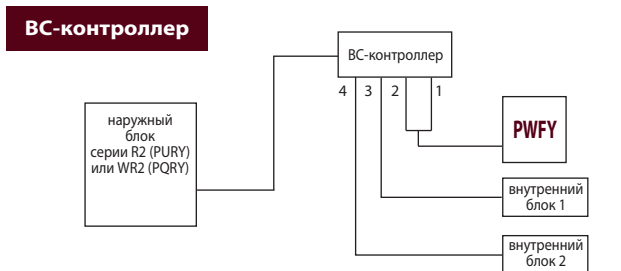 ВС-контроллер
ВС-контроллер
4 3 2 1
наружный
блок
серии R2 (PURY)
или WR2 (PQRY)
PWFY
внутренний
блок 1
внутренний
блок 2